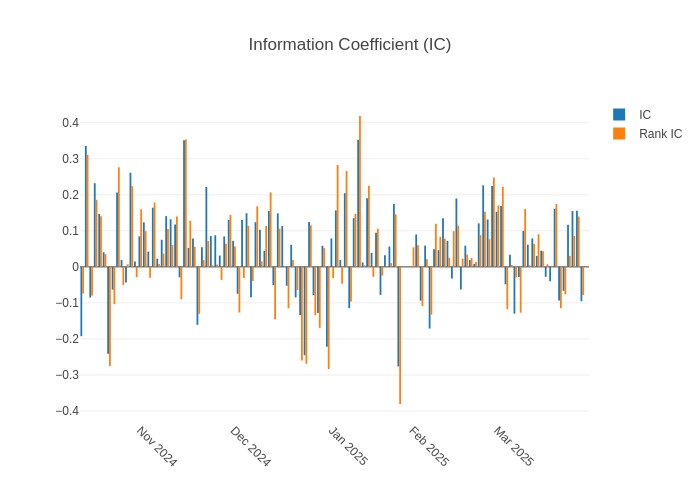 Information Coefficient (IC)
IC
Rank IC
0.4
0.3
0.2
0.1
0
−0.1
−0.2
−0.3
−0.4
Nov 2024
Dec 2024
Jan 2025
Feb 2025
Mar 2025